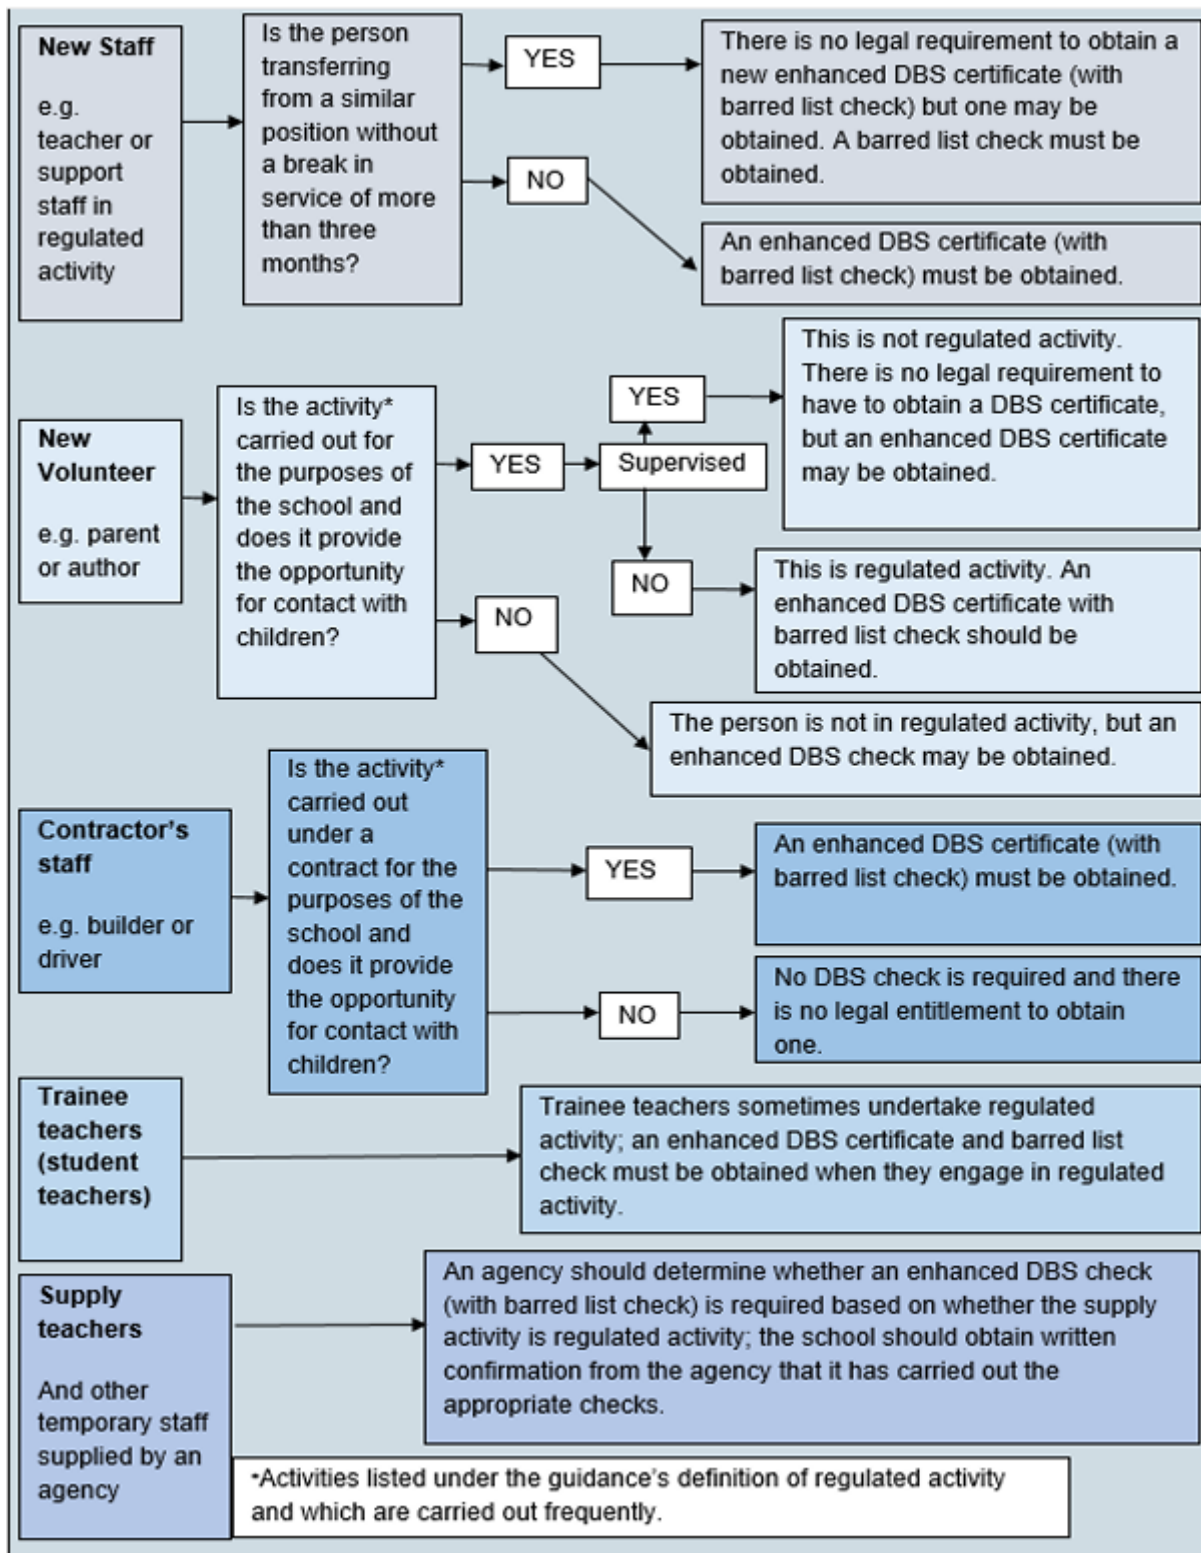 New Staff
e.g.
teacher or
support
staff in
regulated
activity
Is the person
transferring
from a similar
position without
a break in
service of more
than three
months?
YES
There is no legal requirement to obtain a
new enhanced DBS certificate (with
barred list check) but one may be
obtained. A barred list check must be
obtained.
NO
An enhanced DBS certificate (with
barred list check) must be obtained.
New
Volunteer
e.g. parent
or author
Is the activity*
carried out for
the purposes of
the school and
does it provide
the opportunity
for contact with
children?
YES
Supervised
YES
This is not regulated activity.
There is no legal requirement to
have to obtain a DBS certificate,
but an enhanced DBS certificate
may be obtained.
NO
This is regulated activity. An
enhanced DBS certificate with
barred list check should be
obtained.
NO
The person is not in regulated activity, but an
enhanced DBS check may be obtained.
Contractor's
staff
e.g. builder or
driver
Is the activity*
carried out
under a
contract for the
purposes of the
school and
does it provide
the opportunity
for contact with
children?
YES
An enhanced DBS certificate (with
barred list check) must be obtained.
NO
No DBS check is required and there
is no legal entitlement to obtain
one.
Trainee
teachers
(student
teachers)
Trainee teachers sometimes undertake regulated
activity; an enhanced DBS certificate and barred list
check must be obtained when they engage in regulated
activity.
Supply
teachers
And other
temporary staff
supplied by an
agency
An agency should determine whether an enhanced DBS check
(with barred list check) is required based on whether the supply
activity is regulated activity; the school should obtain written
confirmation from the agency that it has carried out the
appropriate checks.
*Activities listed under the guidance's definition of regulated activity
and which are carried out frequently.